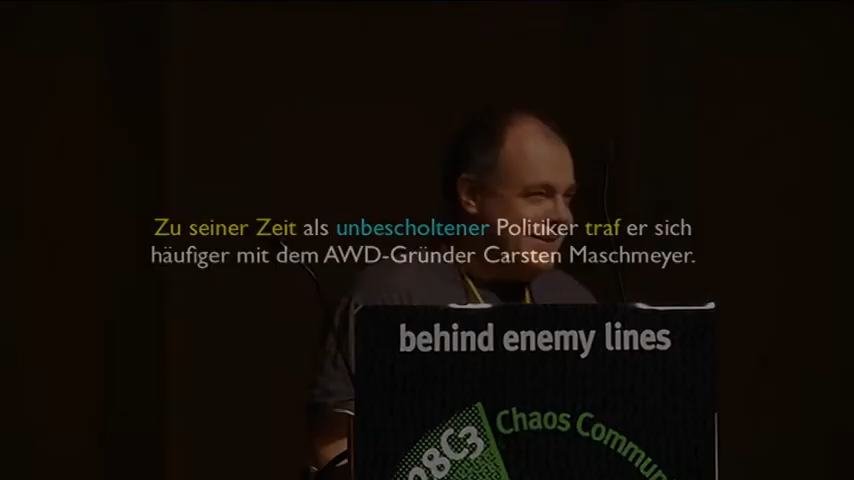 Zu seiner Zeit als unbescholtener Politiker traf er sich
häufiger mit dem AWD-Gründer Carsten Maschmeyer.
behind enemy lines
Chaos Commun
28C3